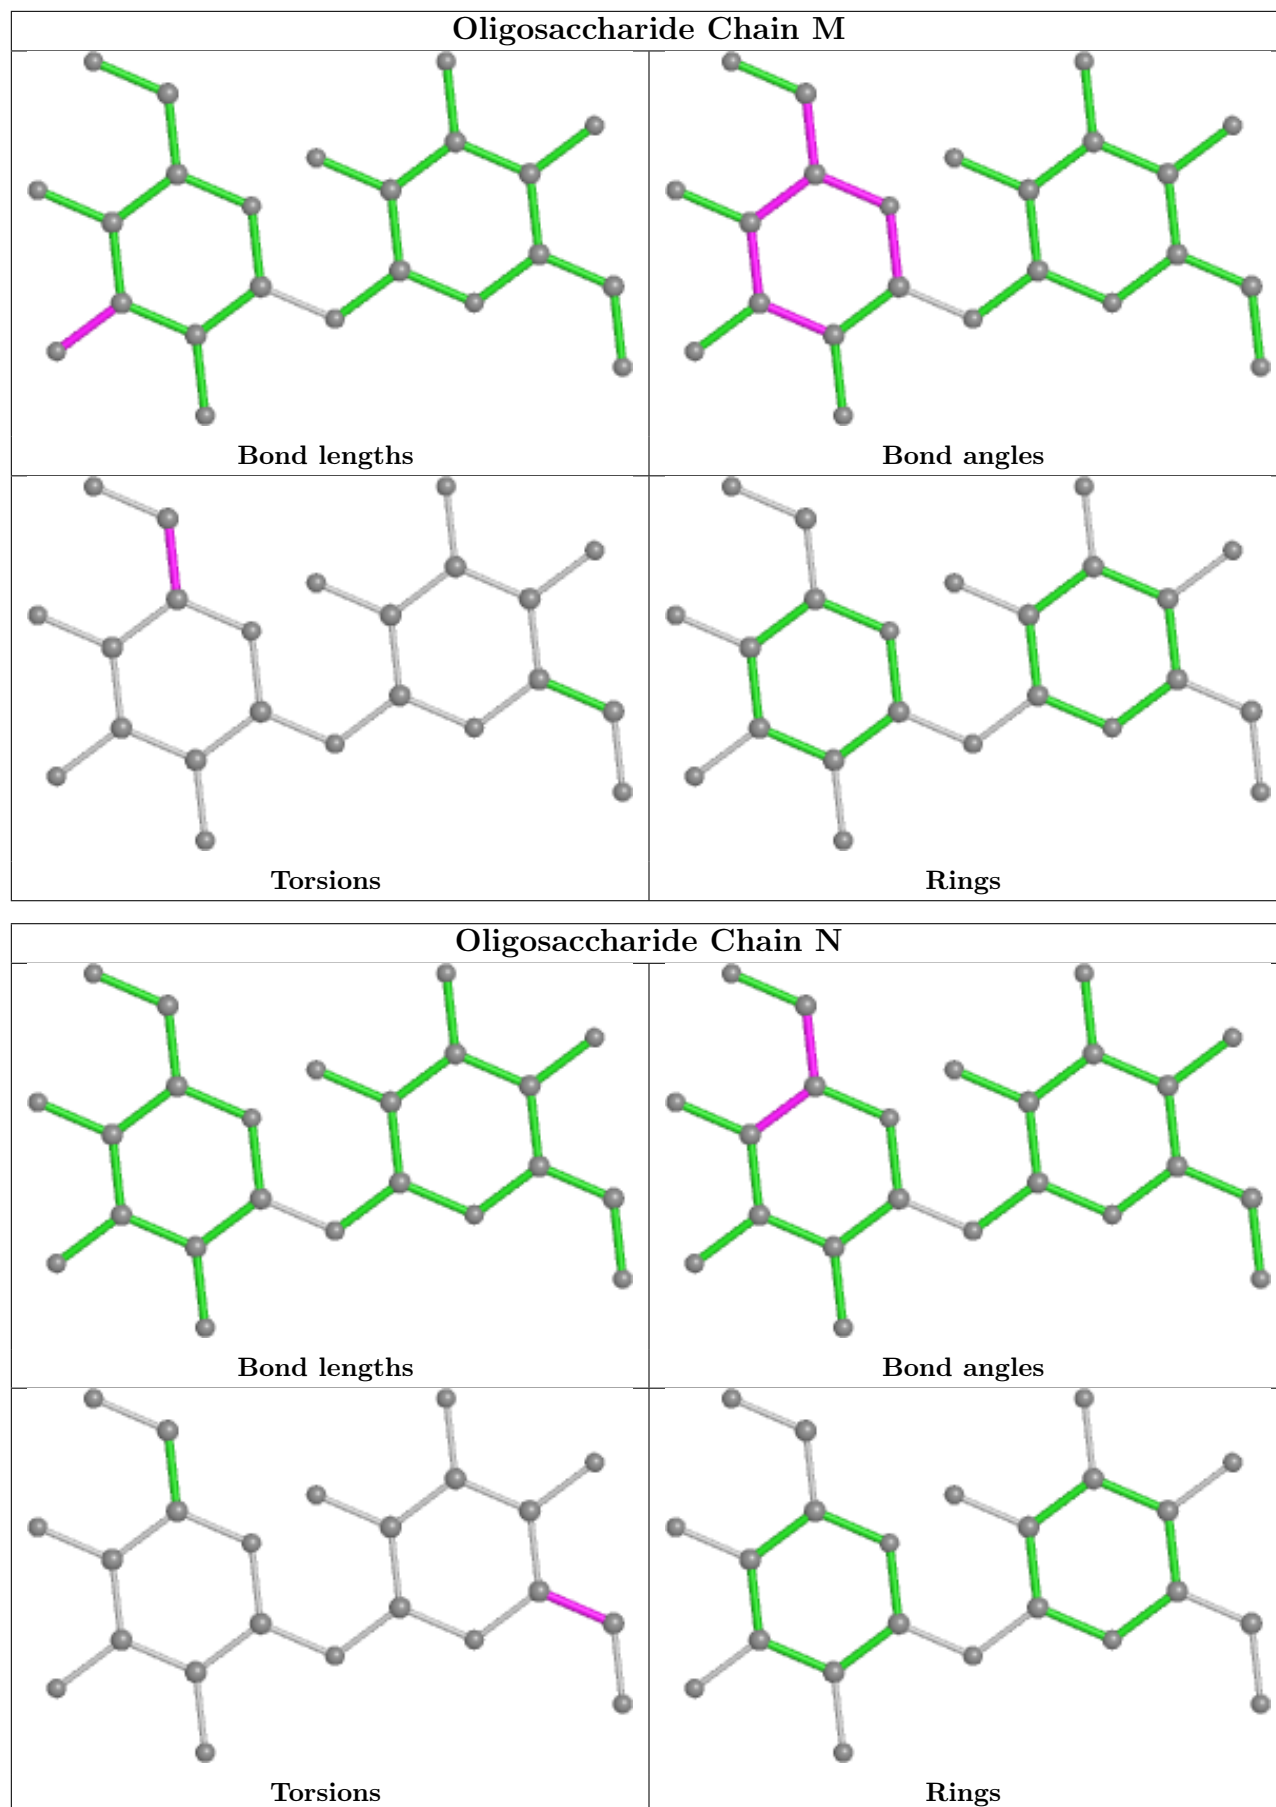 Oligosaccharide Chain M
Bond lengths
Bond angles
Torsions
Rings
Oligosaccharide Chain N
Bond lengths
Bond angles
Torsions
Rings